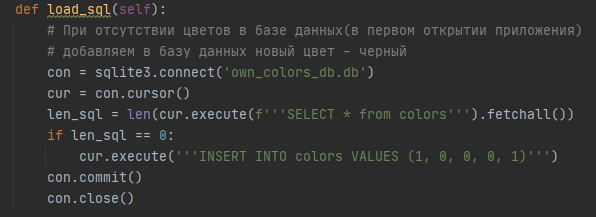 def load_sql(self):
    # При отсутствии цветов в базе данных(в первом открытии приложения)
    # добавляем в базу данных новый цвет - черный
    con = sqlite3.connect('own_colors_db.db')
    cur = con.cursor()
    len_sql = len(cur.execute(f'''SELECT * from colors''').fetchall())
    if len_sql == 0:
        cur.execute('''INSERT INTO colors VALUES (1, 0, 0, 0, 1)''')
    con.commit()
    con.close()